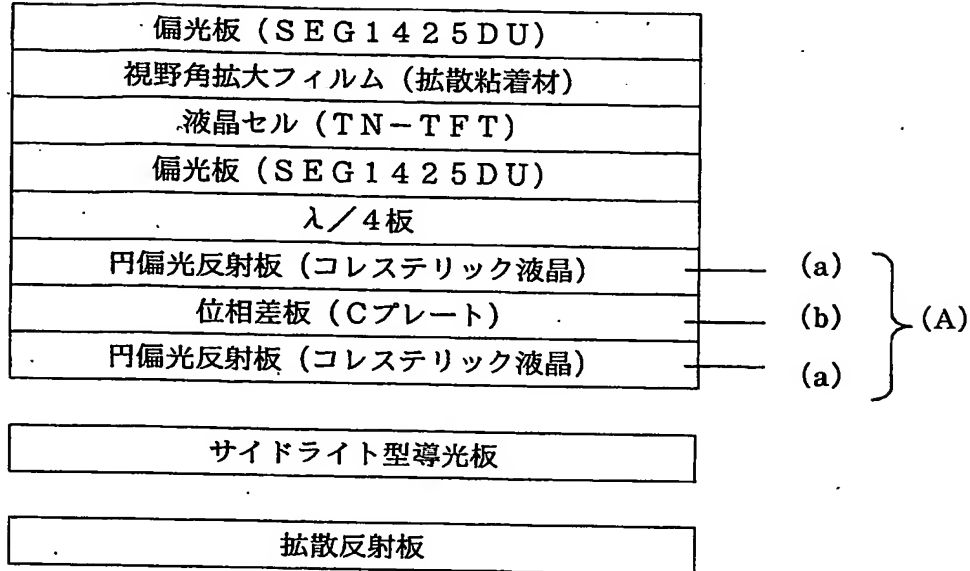 偏光板(SEG1425DU)
視野角拡大フィルム(拡散粘着材)
液晶セル(TN-TFT)
偏光板(SEG1425DU)
λ/4板
円偏光反射板(コレステリック液晶) (a)
位相差板(Cプレート) (b) (A)
円偏光反射板(コレステリック液晶) (a)
サイドライト型導光板
拡散反射板